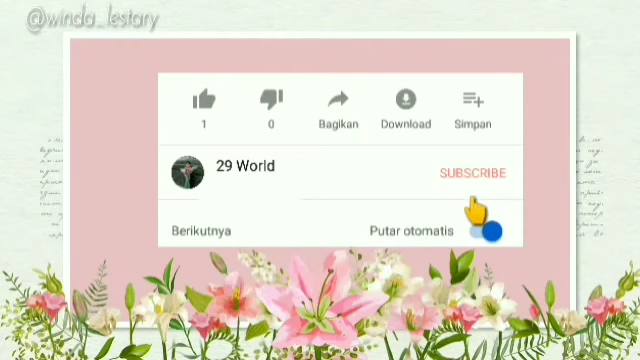 @winda_lestary
1 0 Bagikan Download Simpan
29 World SUBSCRIBE
Berikutnya Putar otomatis